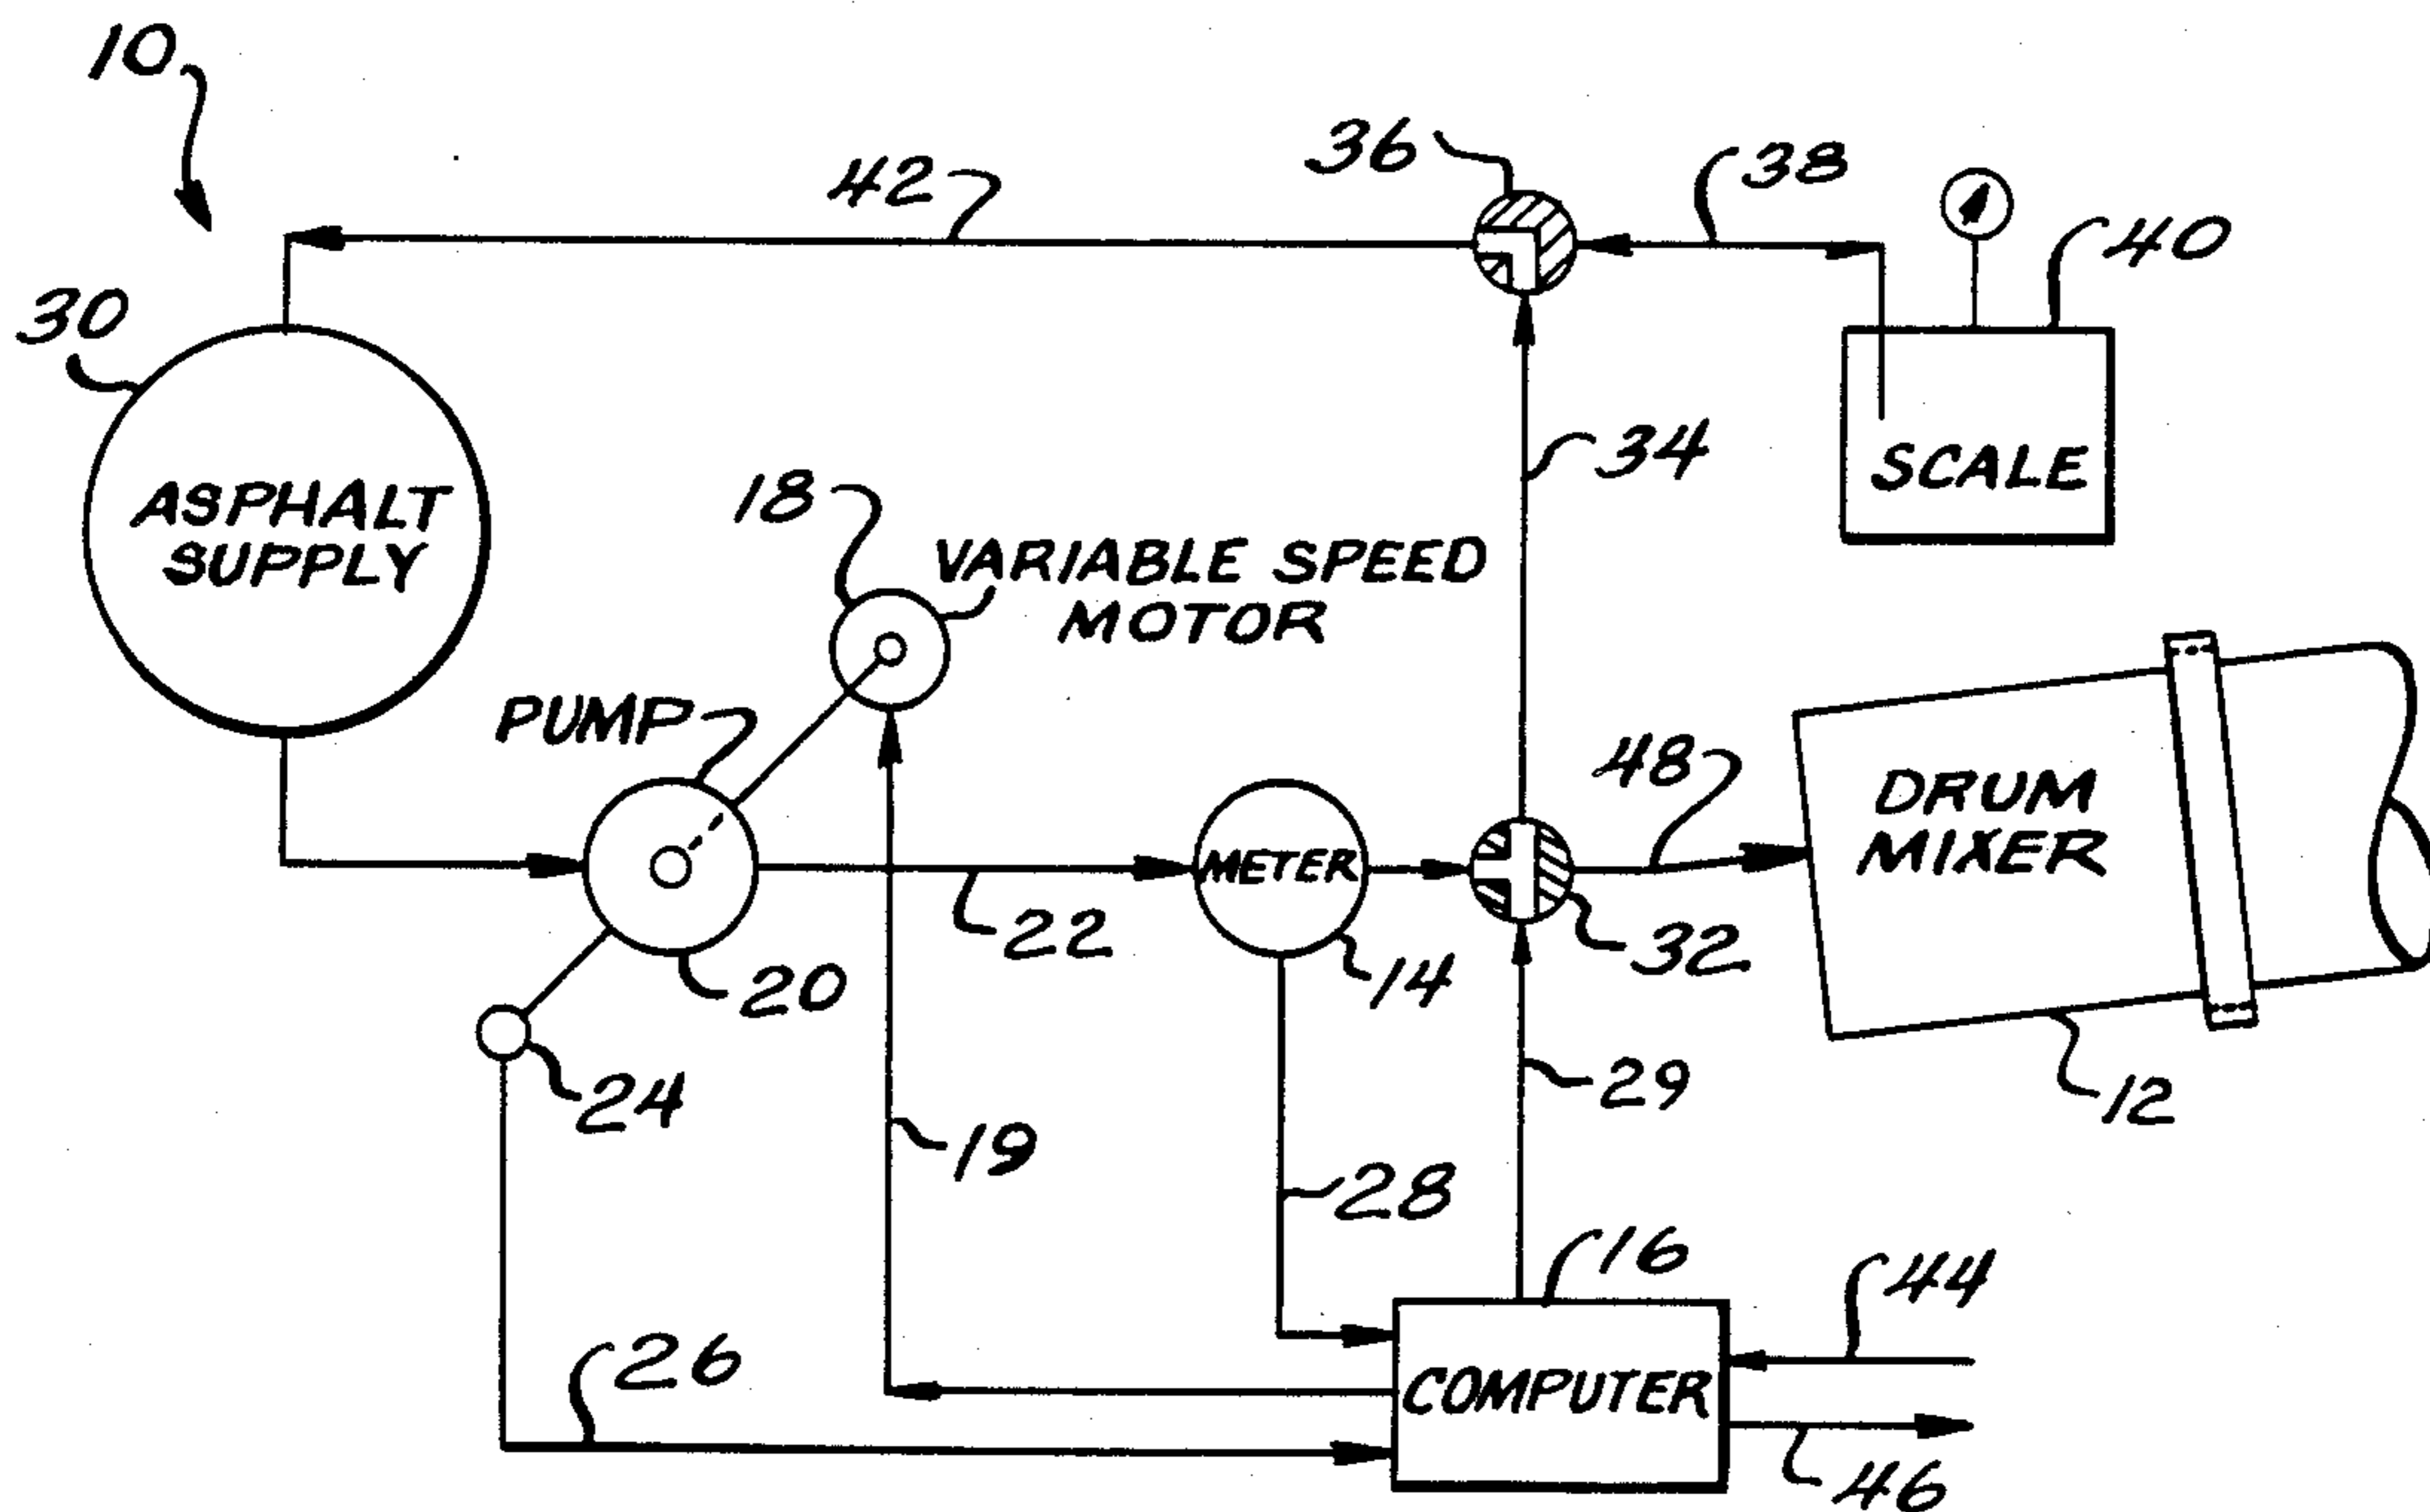 10
42
36
38
40
30
ASPHALT
SUPPLY
SCALE
34
18
VARIABLE SPEED
MOTOR
PUMP
48
DRUM
MIXER
METER
22
32
14
20
24
19
29
12
28
16
44
26
COMPUTER
46